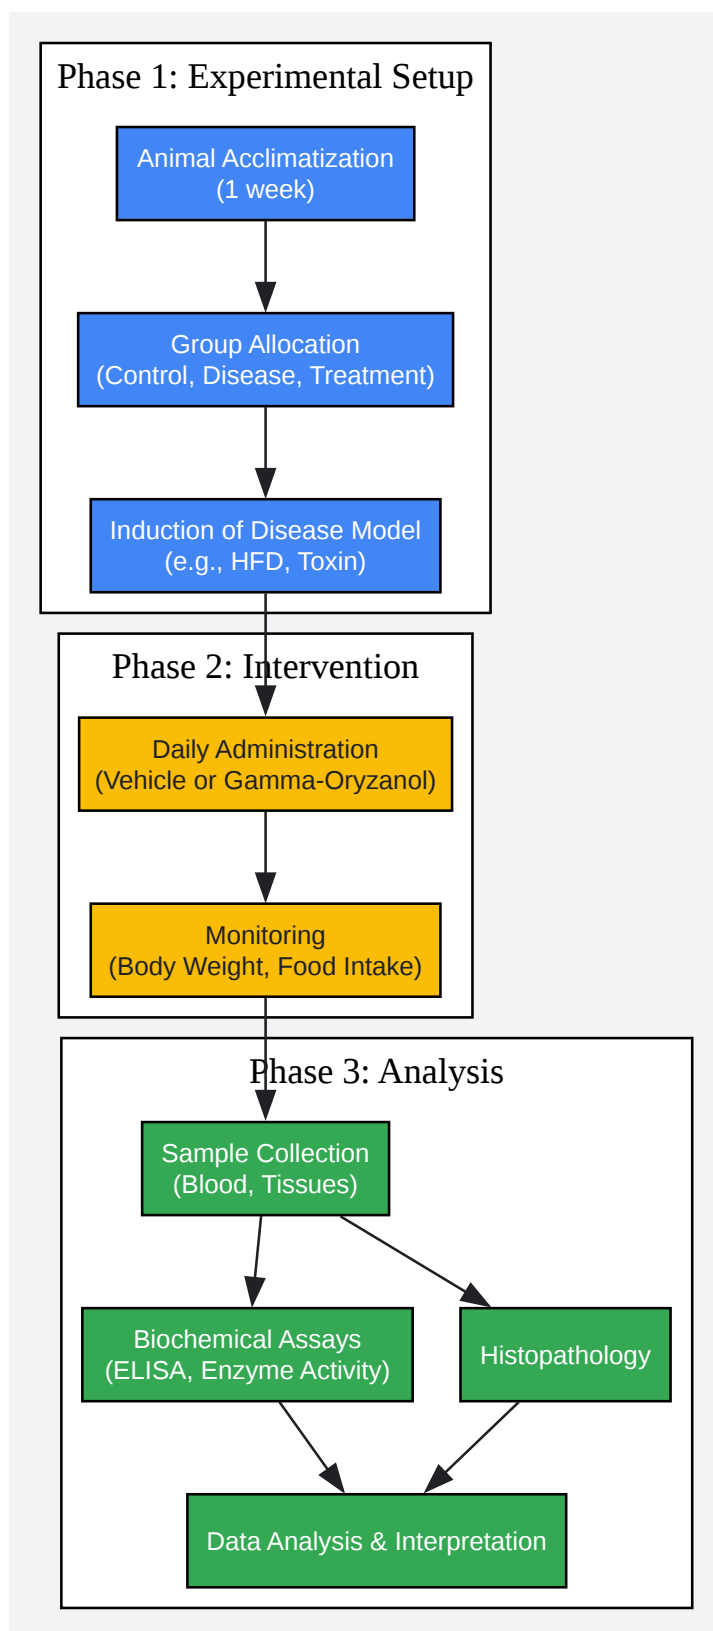 Phase 1: Experimental Setup
Animal Acclimatization
(1 week)
Group Allocation
(Control, Disease, Treatment)
Induction of Disease Model
(e.g., HFD, Toxin)
Phase 2: Intervention
Daily Administration
(Vehicle or Gamma-Oryzanol)
Monitoring
(Body Weight, Food Intake)
Phase 3: Analysis
Sample Collection
(Blood, Tissues)
Biochemical Assays
(ELISA, Enzyme Activity)
Histopathology
Data Analysis & Interpretation